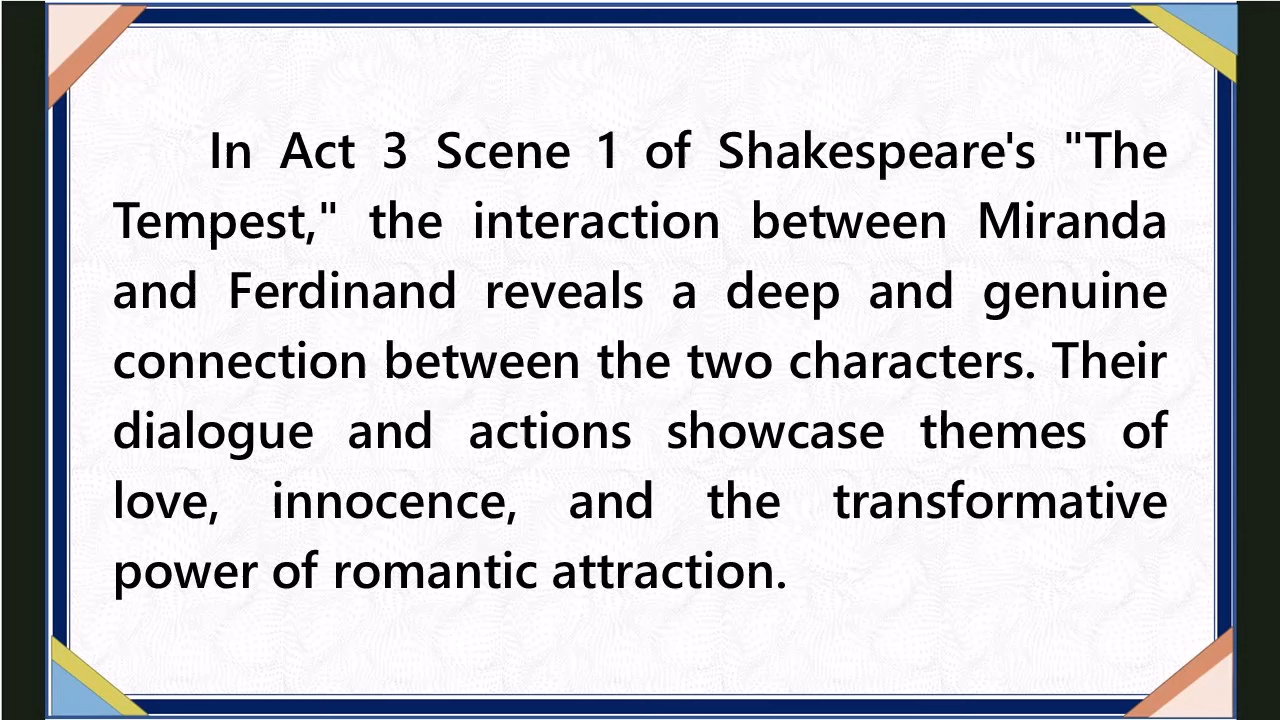 In Act 3 Scene 1 of Shakespeare's "The
Tempest," the interaction between Miranda
and Ferdinand reveals a deep and genuine
connection between the two characters. Their
dialogue and actions showcase themes of
love, innocence, and the transformative
power of romantic attraction.